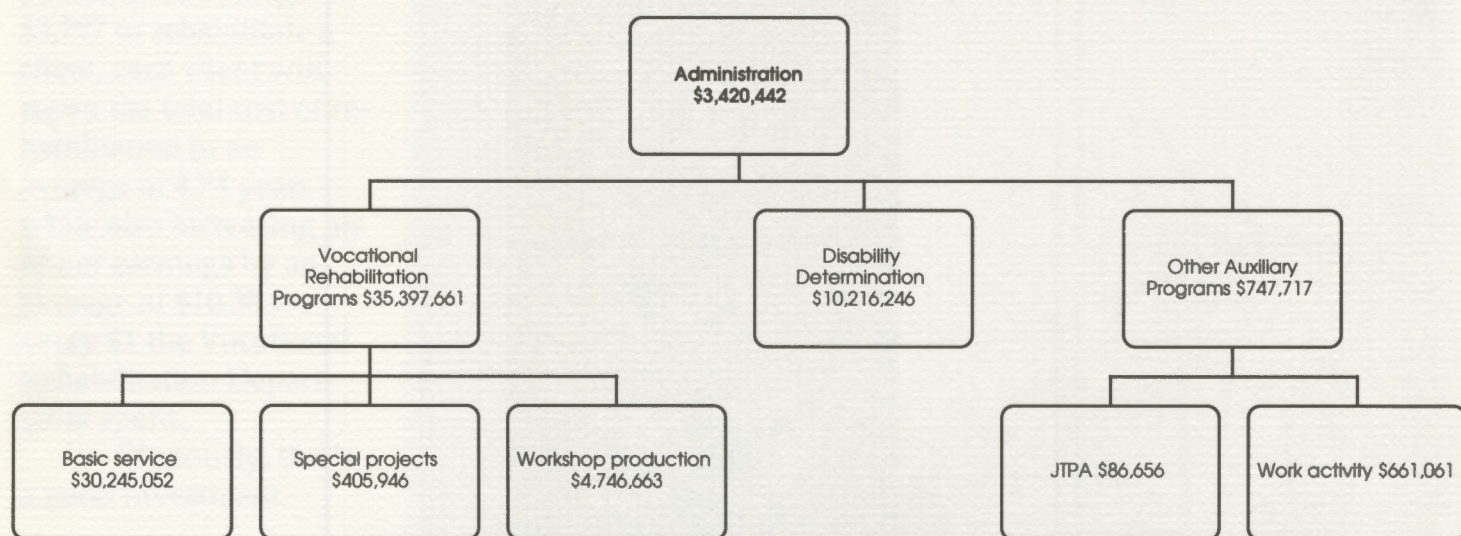 Administration
$3,420,442
Vocational
Rehabilitation
Programs $35,397,661
Disability
Determination
$10,216,246
Other Auxiliary
Programs $747,717
Basic service
$30,245,052
Special projects
$405,946
Workshop production
$4,746,663
JTPA $86,656
Work activity $661,061